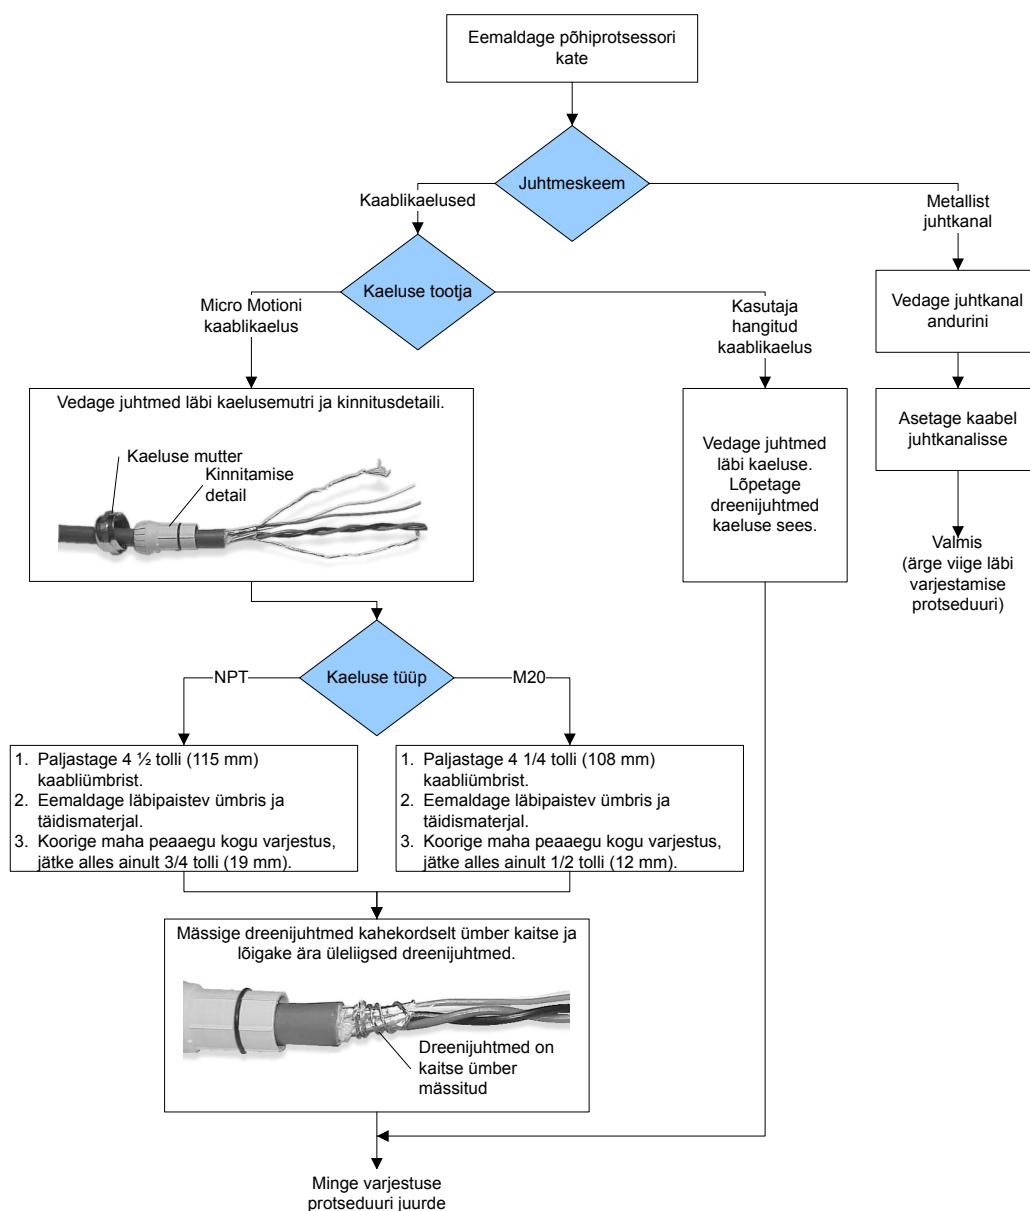 Eemaldage põhiprotsessori
kate
Juhtmeskeem
Kaablikaelused
Metallist
juhtkanal
Kaeluse tootja
Micro Motioni
kaablikaelus
Kasutaja
hangitud
kaablikaelus
Vedage juhtkanal
andurini
Vedage juhtmed läbi kaelusemutri ja kinnitusdetaili.
Kaeluse mutter
Kinnitamise
detail
Vedage juhtmed
läbi kaeluse.
Lõpetage
dreenijuhtmed
kaeluse sees.
Asetage kaabel
juhtkanalisse
Valmis
(ärge viige läbi
varjestamise
protseduuri)
Kaeluse tüüp
NPT
M20
1. Paljastage 4 ½ tolli (115 mm)
kaabliümbrist.
2. Eemaldage läbipaistev ümbris ja
täidismaterjal.
3. Koorige maha peaaegu kogu varjestus,
jätke alles ainult 3/4 tolli (19 mm).
1. Paljastage 4 1/4 tolli (108 mm)
kaabliümbrist.
2. Eemaldage läbipaistev ümbris ja
täidismaterjal.
3. Koorige maha peaaegu kogu varjestus,
jätke alles ainult 1/2 tolli (12 mm).
Mässige dreenijuhtmed kahekordselt ümber kaitse ja
lõigake ära üleliigsed dreenijuhtmed.
Dreenijuhtmed on
kaitse ümber
mässitud
Minge varjestuse
protseduuri juurde